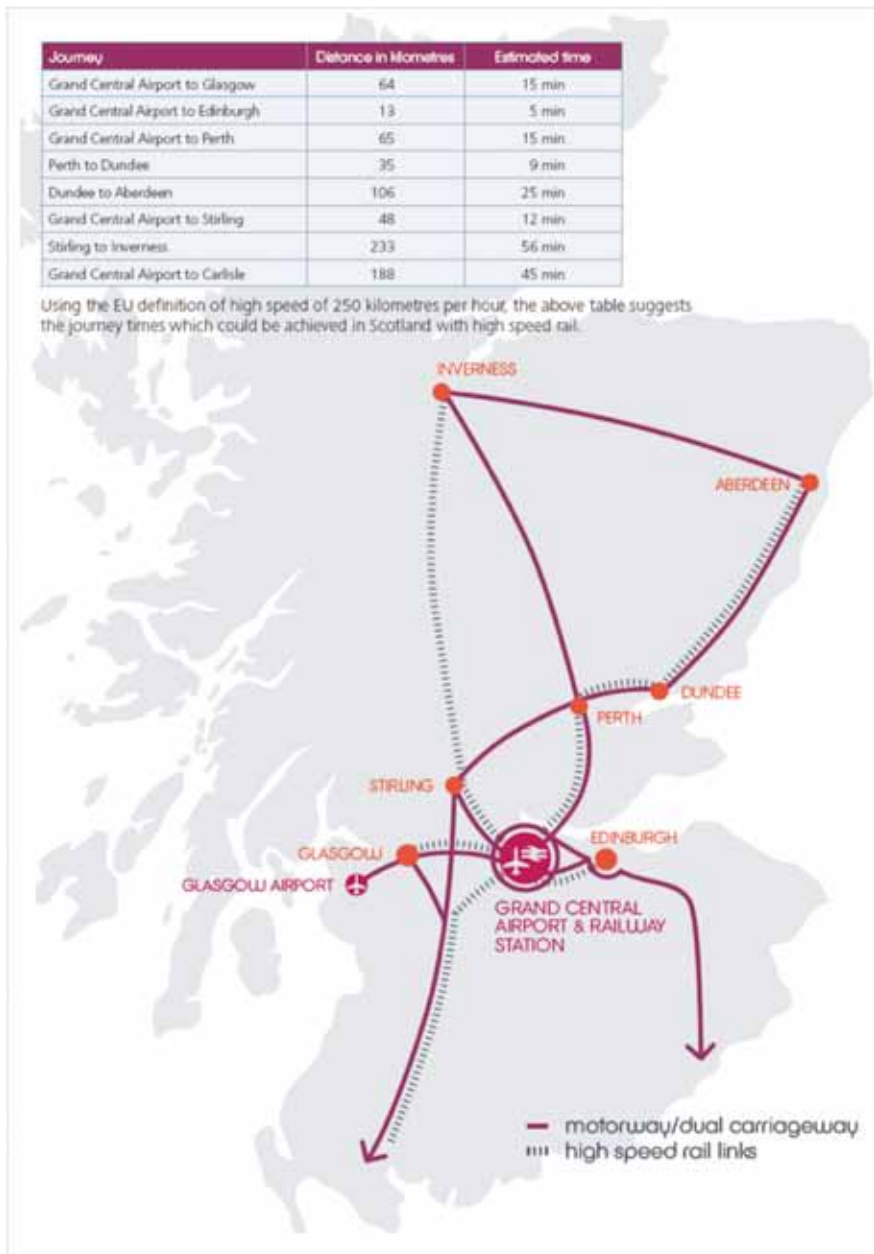 Journey Distance in kilometres Estimated time
Grand Central Airport to Glasgow 64 15 min
Grand Central Airport to Edinburgh 13 5 min
Grand Central Airport to Perth 65 15 min
Perth to Dundee 35 9 min
Dundee to Aberdeen 106 25 min
Grand Central Airport to Stirling 48 12 min
Stirling to Inverness 233 56 min
Grand Central Airport to Carlisle 188 45 min
Using the EU definition of high speed of 250 kilometres per hour, the above table suggests
the journey times which could be achieved in Scotland with high speed rail.
INVERNESS
ABERDEEN
DUNDEE
PERTH
STIRLING
EDINBURGH
GLASGOW
GLASGOW AIRPORT
GRAND CENTRAL
AIRPORT & RAILWAY
STATION
motorway/dual carriageway
high speed rail links